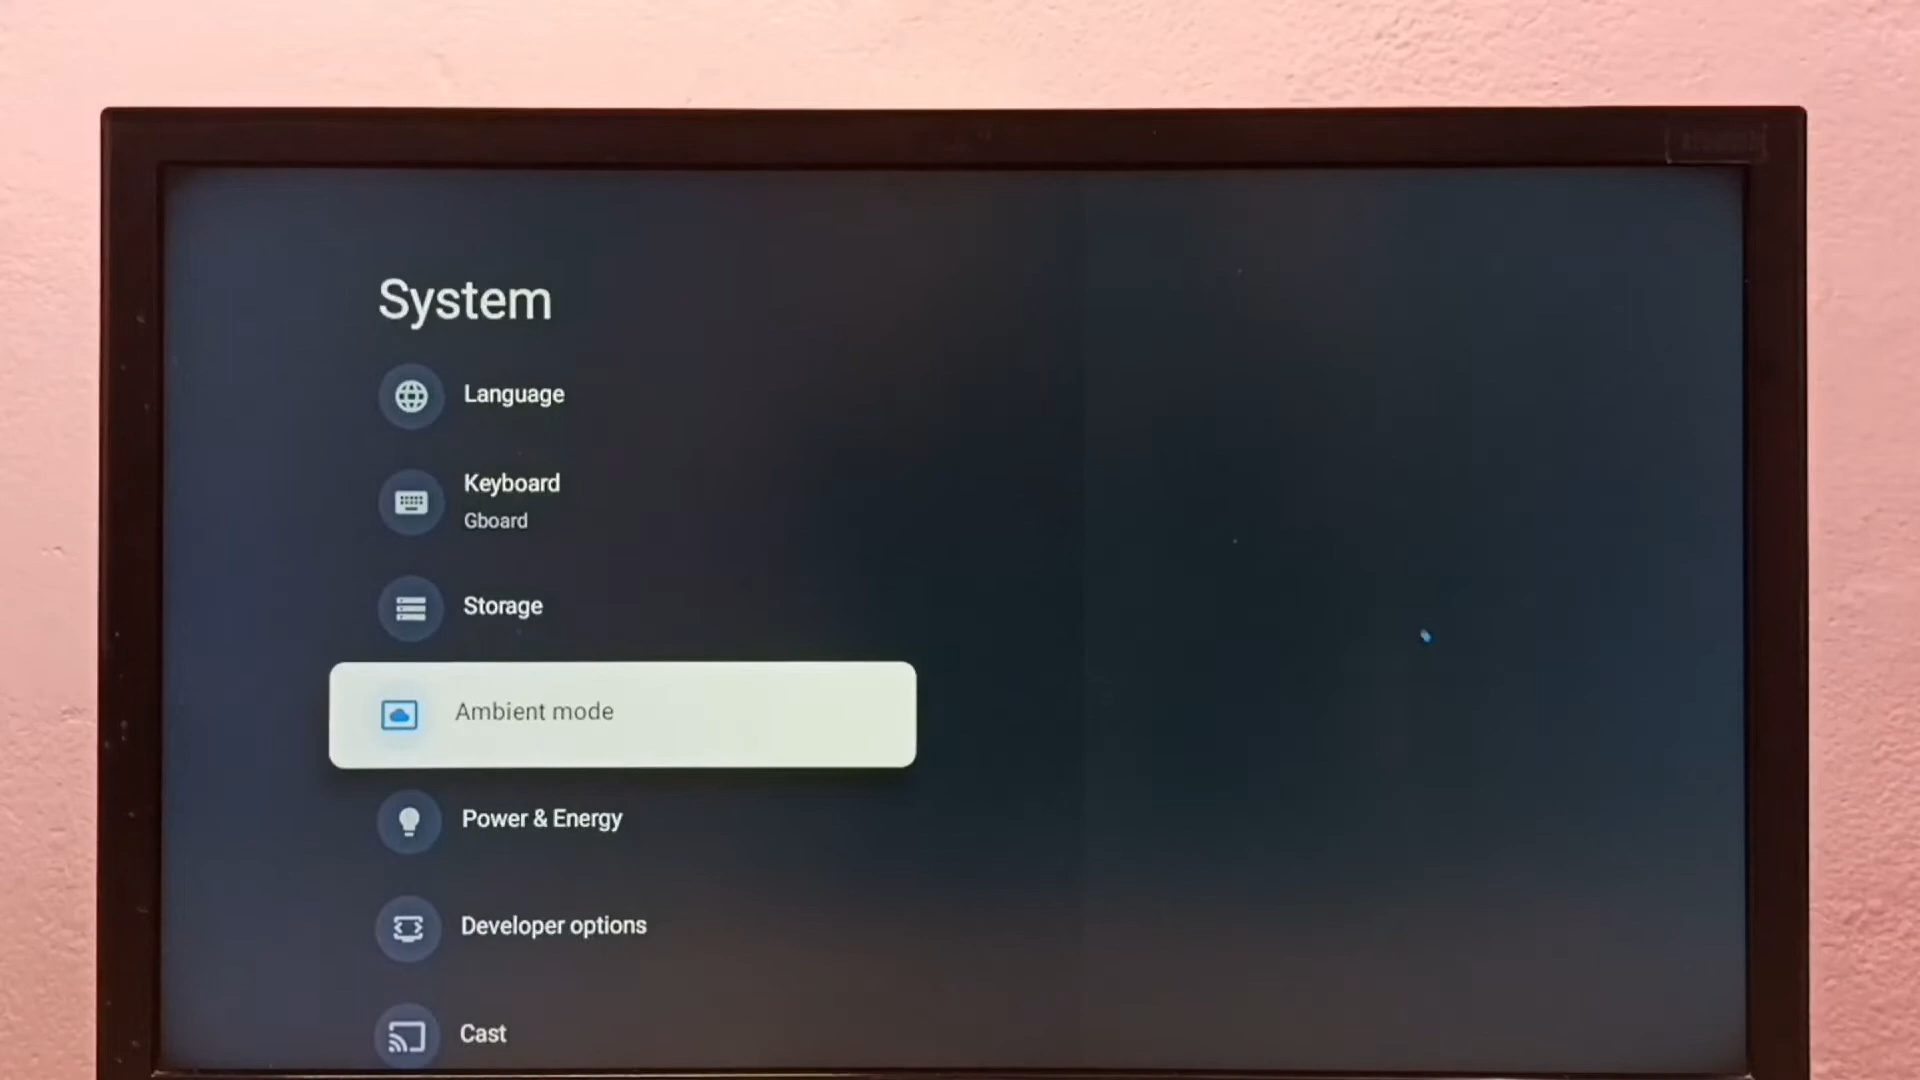 System
Language
Keyboard
Gboard
Storage
Ambient mode
Power & Energy
Developer options
Cast